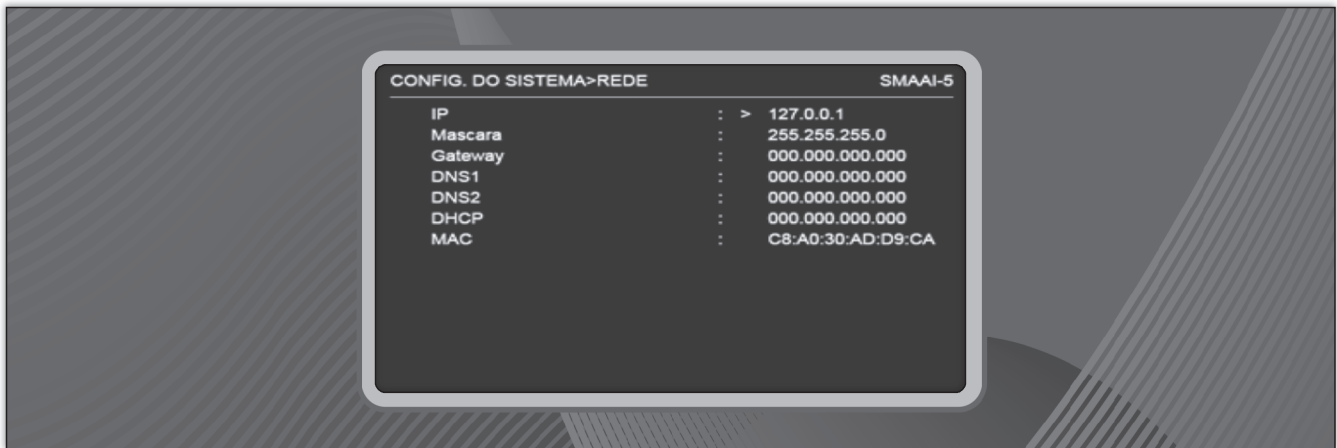 CONFIG. DO SISTEMA>REDE SMAAI-5
IP : > 127.0.0.1
Mascara : 255.255.255.0
Gateway : 000.000.000.000
DNS1 : 000.000.000.000
DNS2 : 000.000.000.000
DHCP : 000.000.000.000
MAC : C8:A0:30:AD:D9:CA